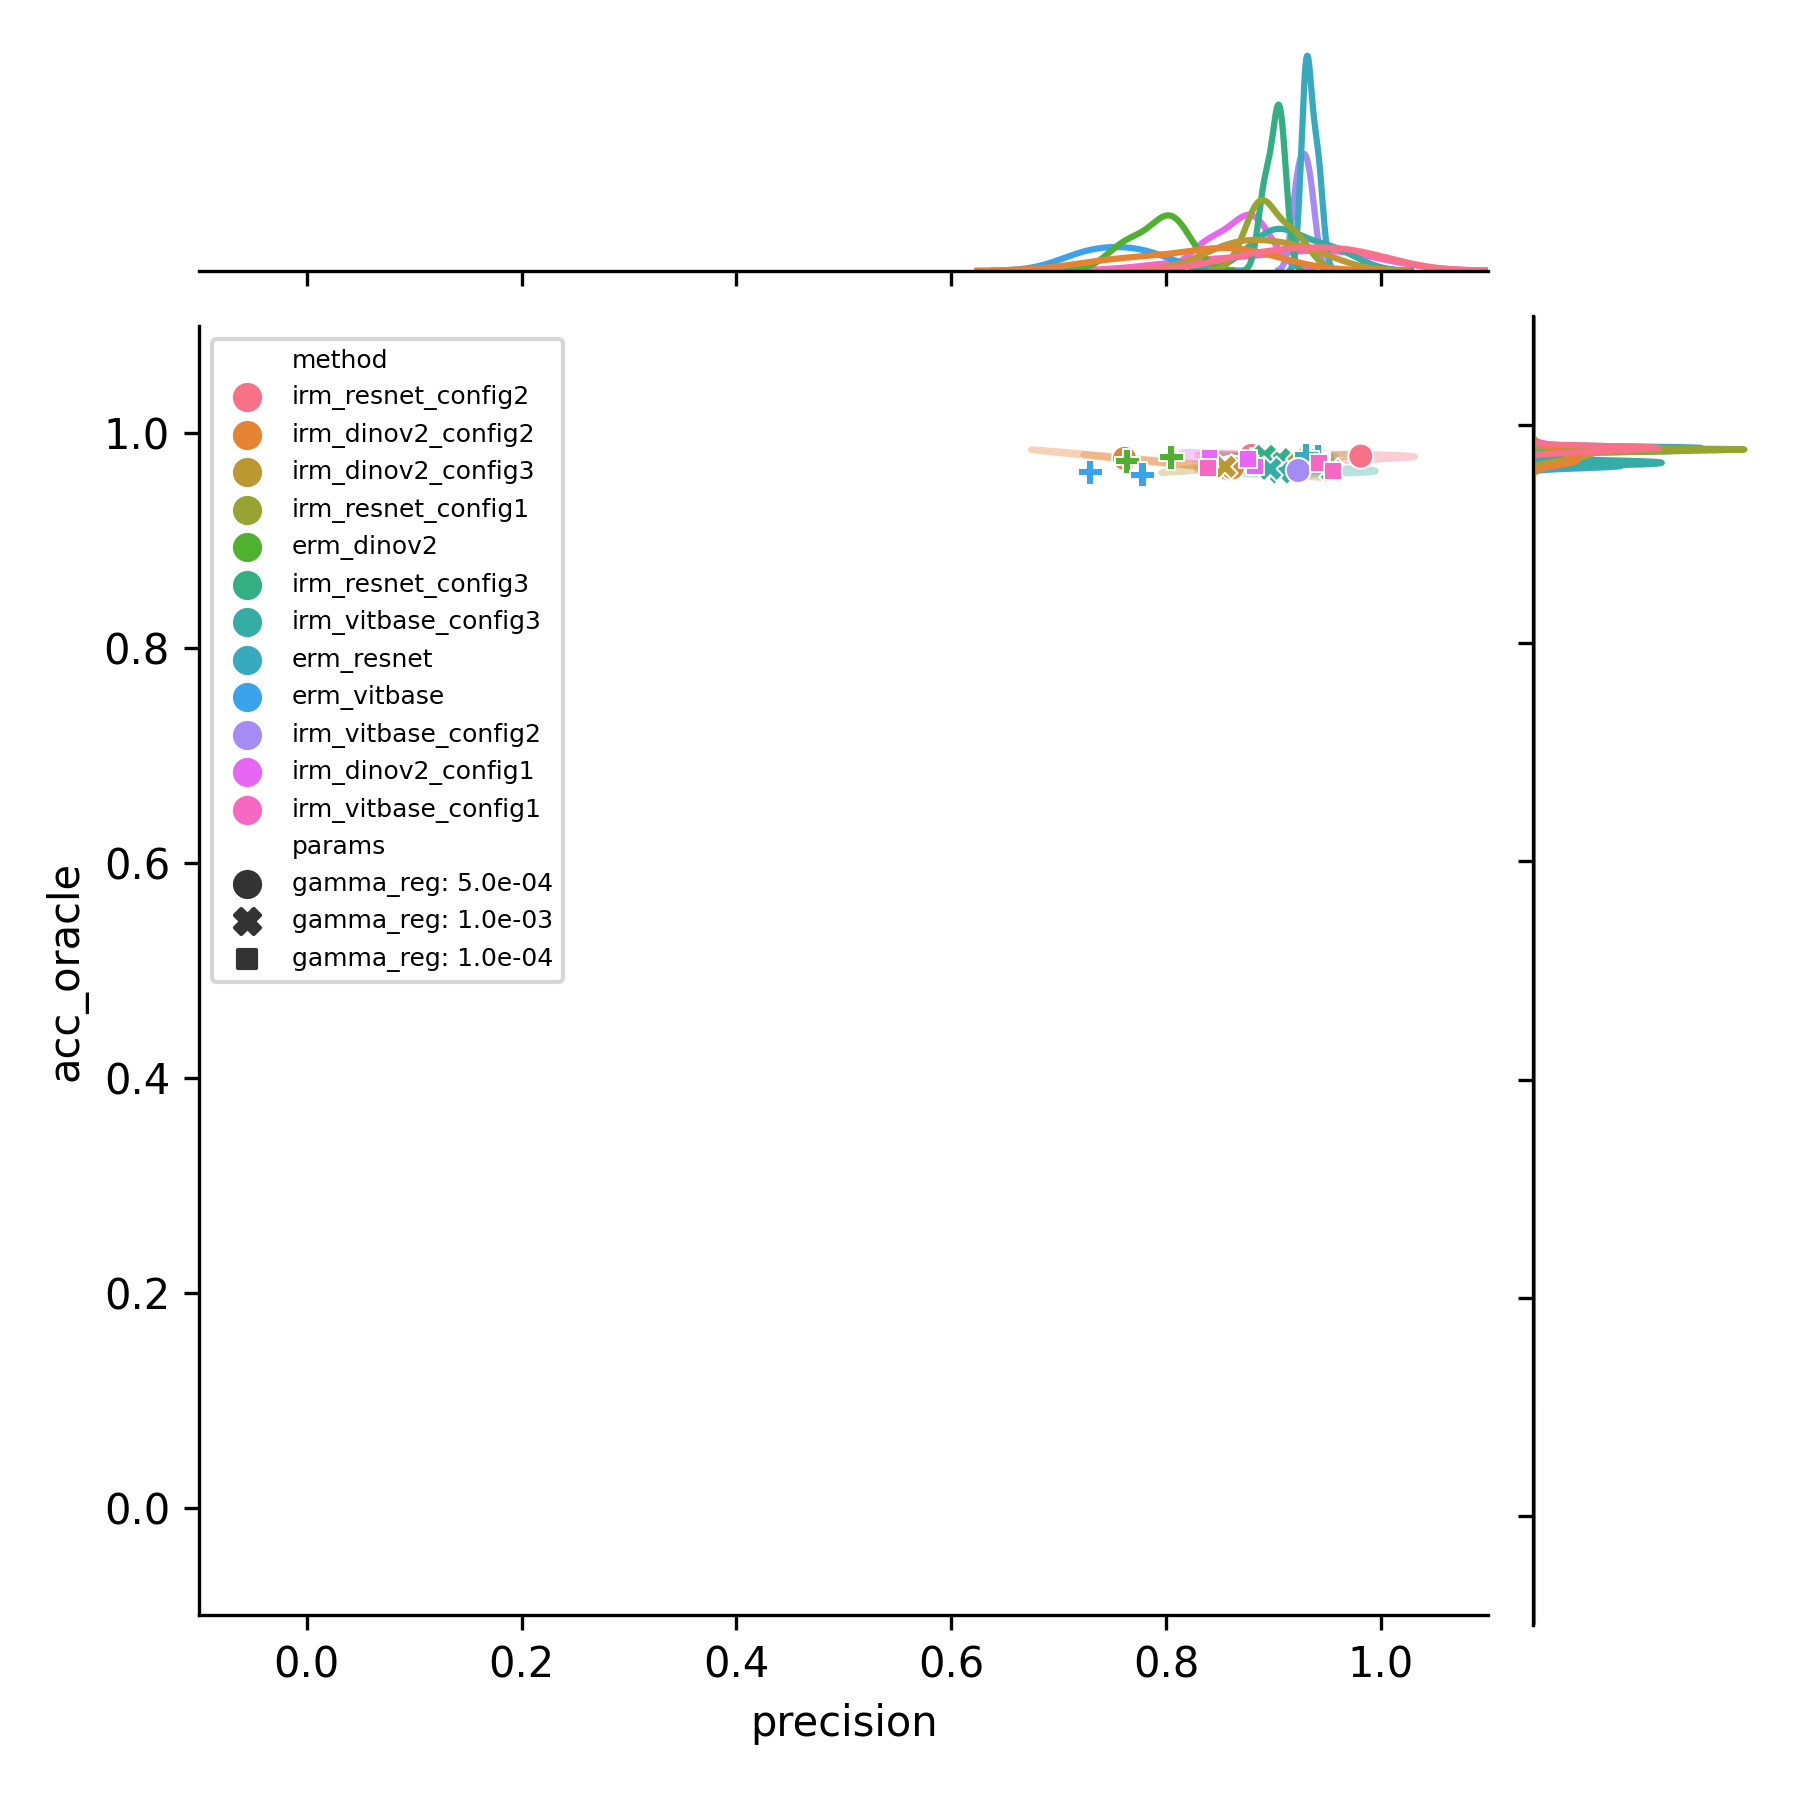 method
irm_resnet_config2
irm_dinov2_config2
irm_dinov2_config3
irm_resnet_config1
erm_dinov2
irm_resnet_config3
irm_vitbase_config3
erm_resnet
erm_vitbase
irm_vitbase_config2
irm_dinov2_config1
irm_vitbase_config1
params
gamma_reg: 5.0e-04
gamma_reg: 1.0e-03
gamma_reg: 1.0e-04
1.0
0.8
0.6
0.4
0.2
0.0
acc_oracle
0.0 0.2 0.4 0.6 0.8 1.0
precision